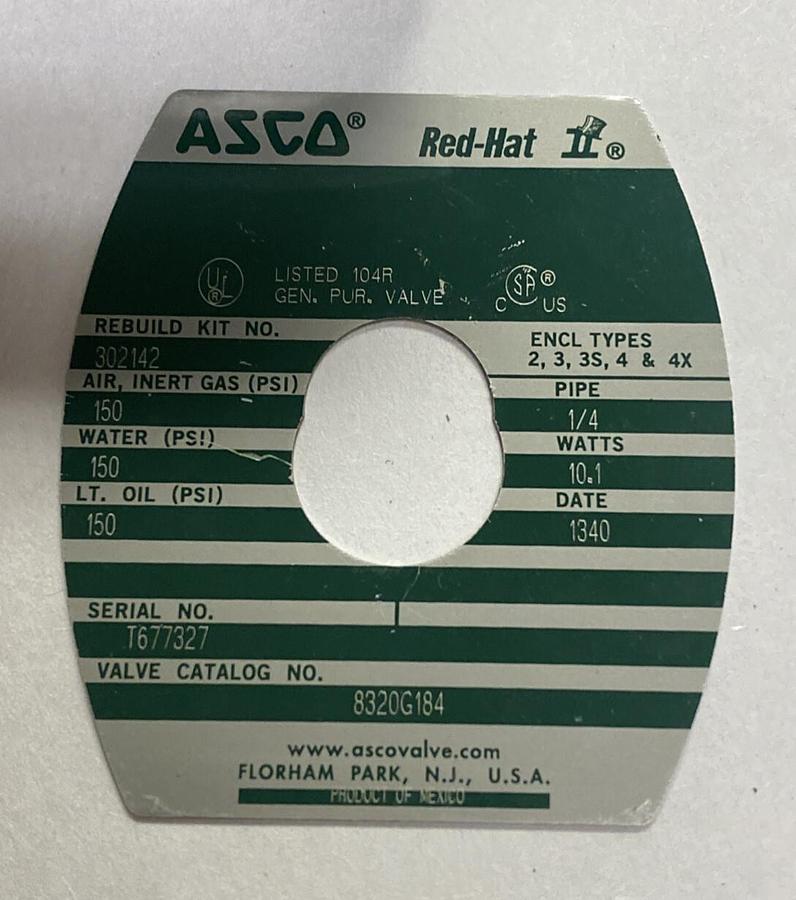 ASCO® Red-Hat II®
UL® LISTED 104R
GEN. PUR. VALVE
SA® C US
REBUILD KIT NO.
302142
AIR, INERT GAS (PSI)
150
WATER (PSI)
150
LT. OIL (PSI)
150
ENCL TYPES
2, 3, 3S, 4 & 4X
PIPE
1/4
WATTS
10.1
DATE
1340
SERIAL NO.
T677327
VALVE CATALOG NO.
8320G184
www.ascovalve.com
FLORHAM PARK, N.J., U.S.A.
PRODUCT OF MEXICO